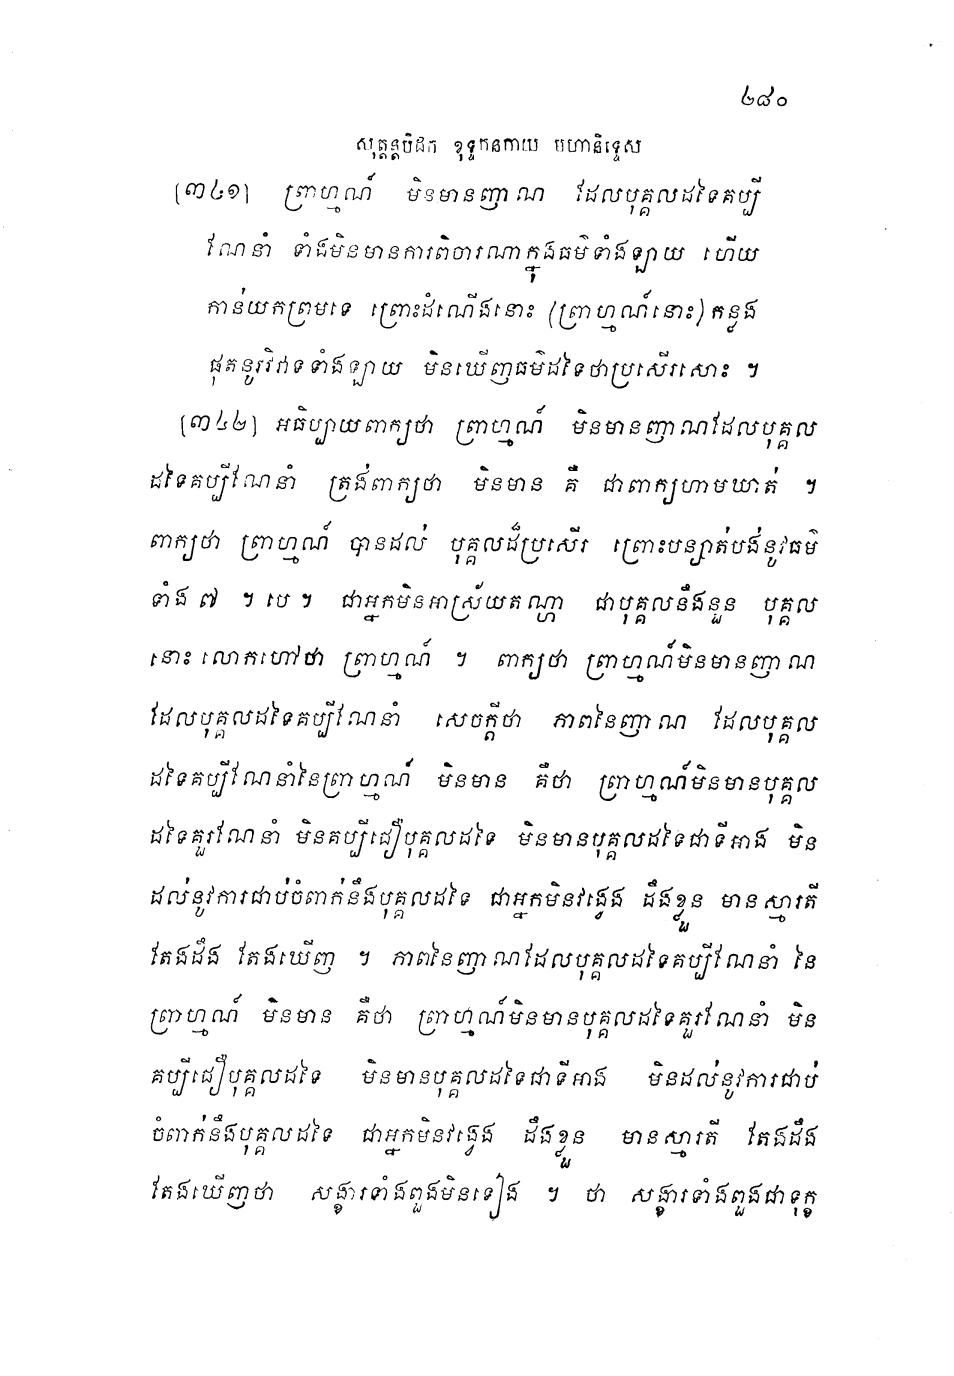 ២៨០
សុត្តន្តបិដក ខុទ្ទកនិកាយ មហានិទ្ទេស
[៣៤១] ព្រាហ្មណ៍ មិនមានញាណ ដែលបុគ្គលដទៃគប្បី
ណែនាំ ទាំងមិនមានការពិចារណាក្នុងធម៌ទាំងឡាយ ហើយ
កាន់យកព្រមទេ ព្រោះដំណើរនោះ (ព្រាហ្មណ៍នោះ) កន្លង
ផុតនូវវិវាទទាំងឡាយ មិនឃើញធម៌ដទៃថាប្រសើរសោះ ។
[៣៤២] អធិប្បាយពាក្យថា ព្រាហ្មណ៍ មិនមានញាណដែលបុគ្គល
ដទៃគប្បីណែនាំ ត្រង់ពាក្យថា មិនមាន គឺ ជាពាក្យហាមឃាត់ ។
ពាក្យថា ព្រាហ្មណ៍ បានដល់ បុគ្គលដ៏ប្រសើរ ព្រោះបន្សាត់បង់នូវធម៌
ទាំង ៧ ។ បេ ។ ជាអ្នកមិនអាស្រ័យតណ្ហា ជាបុគ្គលនឹងនួន បុគ្គល
នោះ លោកហៅថា ព្រាហ្មណ៍ ។ ពាក្យថា ព្រាហ្មណ៍មិនមានញាណ
ដែលបុគ្គលដទៃគប្បីណែនាំ សេចក្តីថា ភាពនៃញាណ ដែលបុគ្គល
ដទៃគប្បីណែនាំនៃព្រាហ្មណ៍ មិនមាន គឺថា ព្រាហ្មណ៍មិនមានបុគ្គល
ដទៃគួរណែនាំ មិនគប្បីជឿបុគ្គលដទៃ មិនមានបុគ្គលដទៃជាទីអាង មិន
ដល់នូវការជាប់ចំពាក់នឹងបុគ្គលដទៃ ជាអ្នកមិនវង្វេង ដឹងខ្លួន មានស្មារតី
តែងដឹង តែងឃើញ ។ ភាពនៃញាណដែលបុគ្គលដទៃគប្បីណែនាំ នៃ
ព្រាហ្មណ៍ មិនមាន គឺថា ព្រាហ្មណ៍មិនមានបុគ្គលដទៃគួរណែនាំ មិន
គប្បីជឿបុគ្គលដទៃ មិនមានបុគ្គលដទៃជាទីអាង មិនដល់នូវការជាប់
ចំពាក់នឹងបុគ្គលដទៃ ជាអ្នកមិនវង្វេង ដឹងខ្លួន មានស្មារតី តែងដឹង
តែងឃើញថា សង្ខារទាំងពួងមិនទៀង ។ ថា សង្ខារទាំងពួងជាទុក្ខ